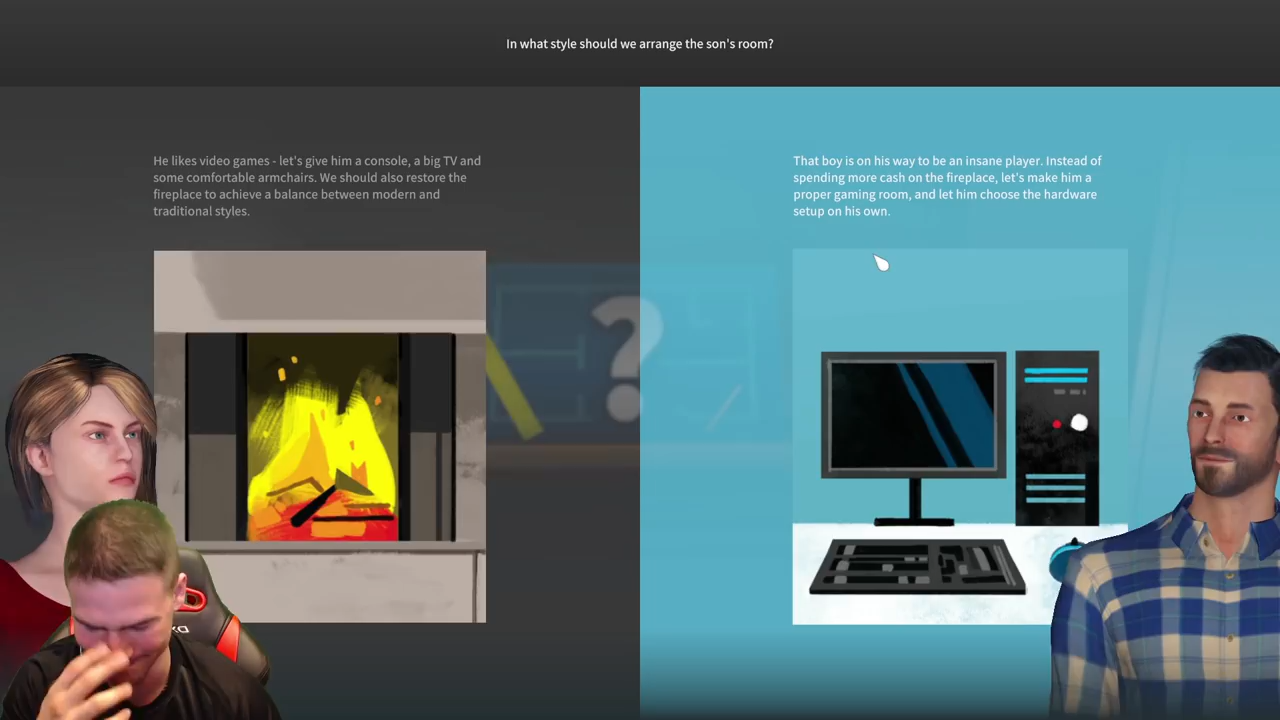 In what style should we arrange the son's room?
He likes video games - let's give him a console, a big TV and
some comfortable armchairs. We should also restore the
fireplace to achieve a balance between modern and
traditional styles.
That boy is on his way to be an insane player. Instead of
spending more cash on the fireplace, let's make him a
proper gaming room, and let him choose the hardware
setup on his own.
?